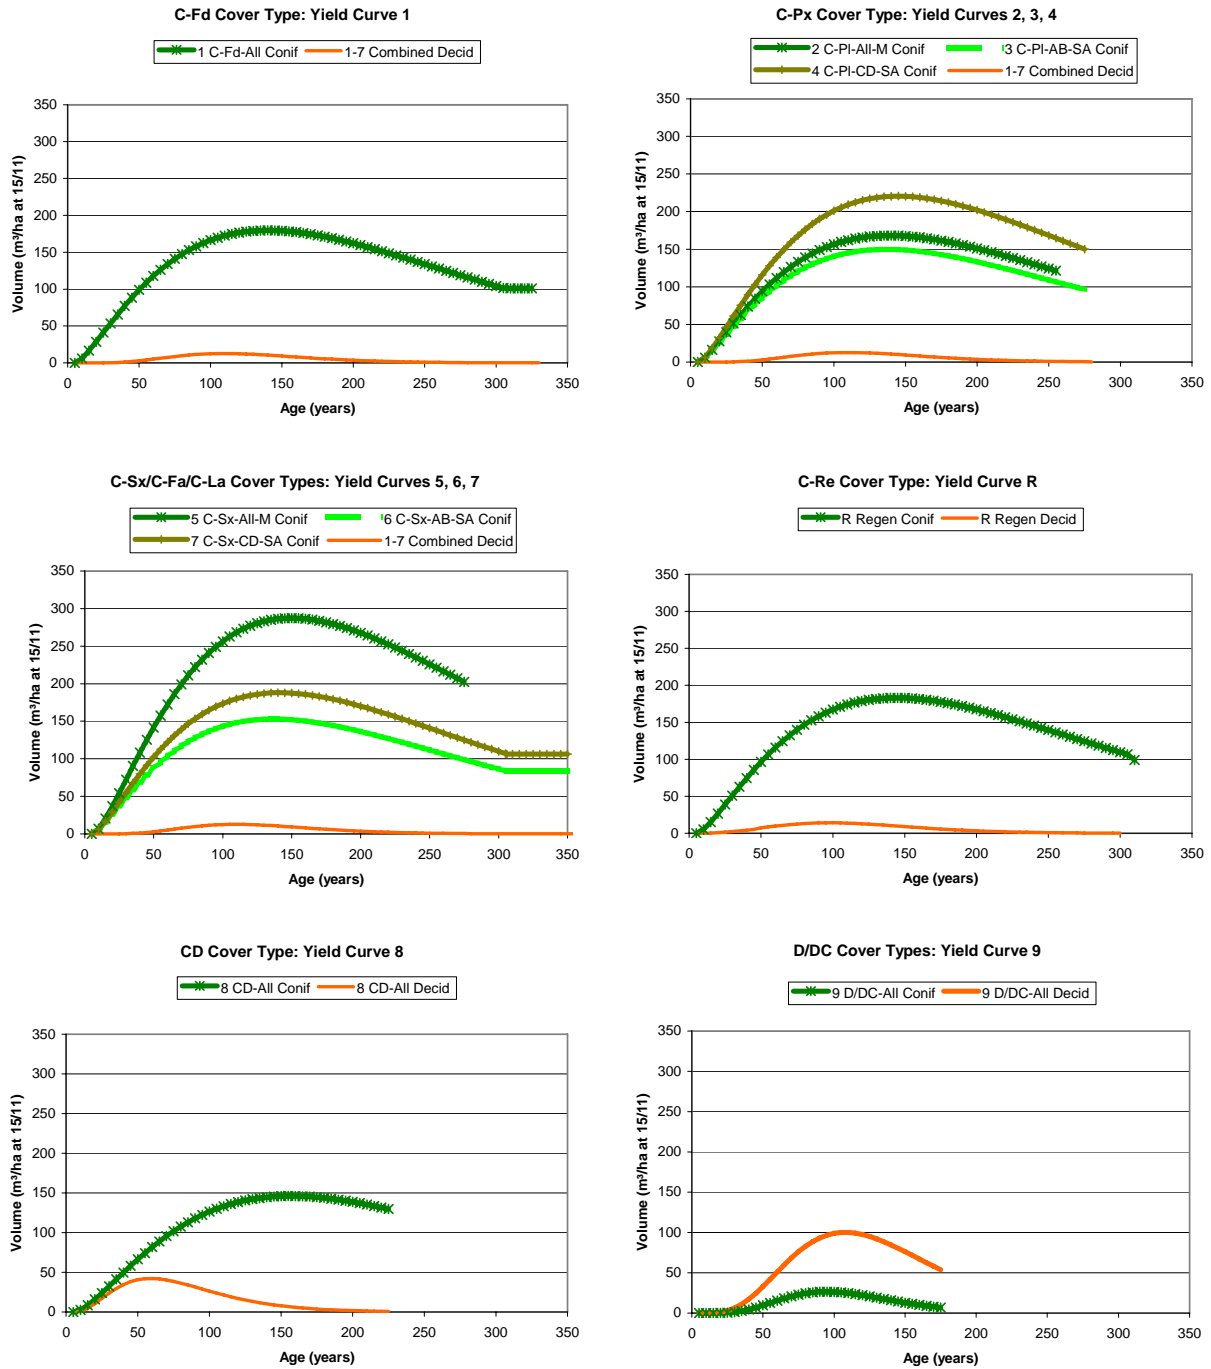 C-Fd Cover Type: Yield Curve 1
1 C-Fd-All Conif 1-7 Combined Decid
350
300
250
200
150
100
50
0
Volume (m³/ha at 15/11)
0 50 100 150 200 250 300 350
Age (years)
C-Px Cover Type: Yield Curves 2, 3, 4
2 C-Pl-All-M Conif 3 C-Pl-AB-SA Conif
4 C-Pl-CD-SA Conif 1-7 Combined Decid
350
300
250
200
150
100
50
0
Volume (m³/ha at 15/11)
0 50 100 150 200 250 300 350
Age (years)
C-Sx/C-Fa/C-La Cover Types: Yield Curves 5, 6, 7
5 C-Sx-All-M Conif 6 C-Sx-AB-SA Conif
7 C-Sx-CD-SA Conif 1-7 Combined Decid
350
300
250
200
150
100
50
0
Volume (m³/ha at 15/11)
0 50 100 150 200 250 300 350
Age (years)
C-Re Cover Type: Yield Curve R
R Regen Conif R Regen Decid
350
300
250
200
150
100
50
0
Volume (m³/ha at 15/11)
0 50 100 150 200 250 300 350
Age (years)
CD Cover Type: Yield Curve 8
8 CD-All Conif 8 CD-All Decid
350
300
250
200
150
100
50
0
Volume (m³/ha at 15/11)
0 50 100 150 200 250 300 350
Age (years)
D/DC Cover Types: Yield Curve 9
9 D/DC-All Conif 9 D/DC-All Decid
350
300
250
200
150
100
50
0
Volume (m³/ha at 15/11)
0 50 100 150 200 250 300 350
Age (years)